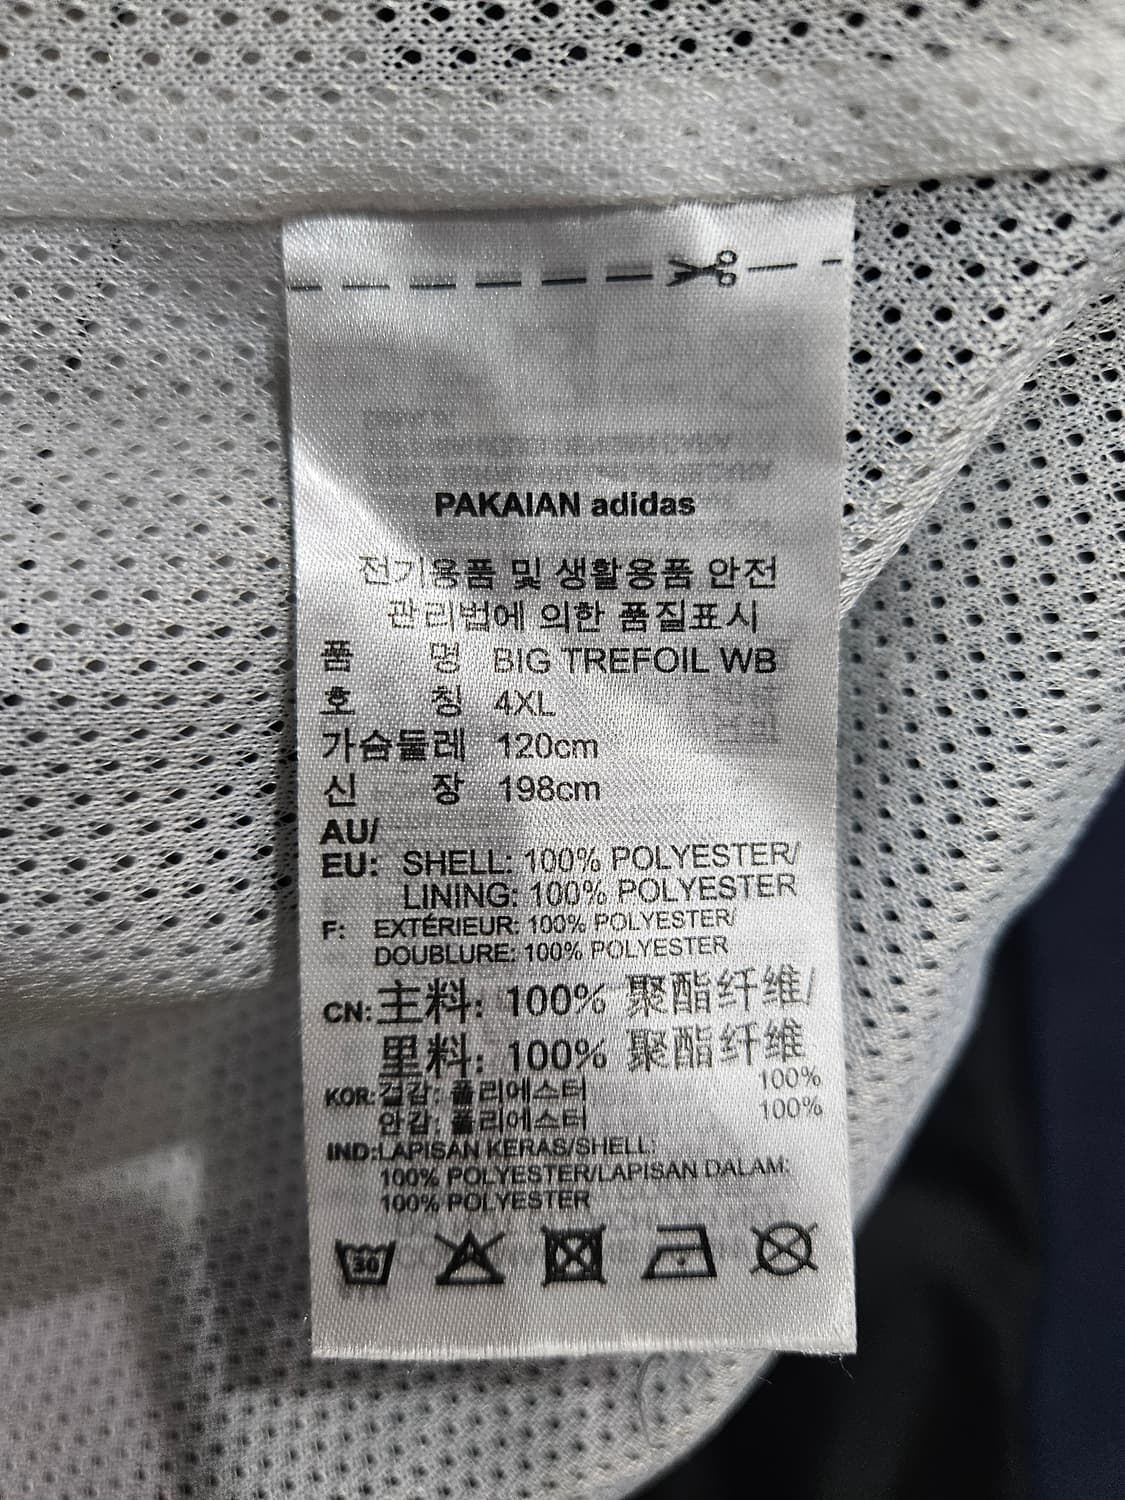 PAKAIAN adidas
전기용품 및 생활용품 안전
관리법에 의한 품질표시
품 명 BIG TREFOIL WB
호 칭 4XL
가슴둘레 120cm
신 장 198cm
AU/
EU: SHELL: 100% POLYESTER/
LINING: 100% POLYESTER
F: EXTÉRIEUR: 100% POLYESTER/
DOUBLURE: 100% POLYESTER
CN: 主料: 100% 聚酯纤维/
里料: 100% 聚酯纤维
KOR: 겉감: 폴리에스터 100%
안감: 폴리에스터 100%
IND: LAPISAN KERAS/SHELL:
100% POLYESTER/LAPISAN DALAM:
100% POLYESTER
30